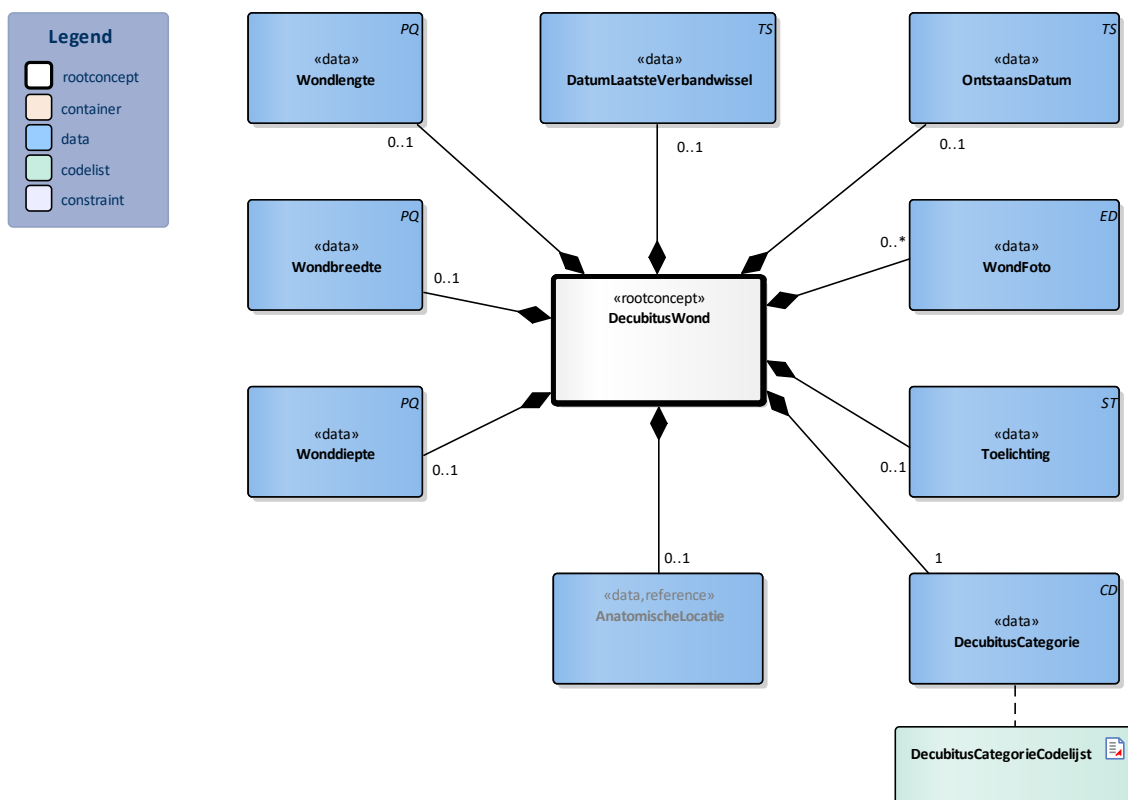 Legend
rootconcept
container
data
codelist
constraint
PQ
«data»
Wondlengte
0..1
TS
«data»
DatumLaatsteVerbandwissel
0..1
TS
«data»
OntstaansDatum
0..1
PQ
«data»
Wondbreedte
0..1
«rootconcept»
DecubitusWond
ED
«data»
WondFoto
0..*
PQ
«data»
Wonddiepte
0..1
ST
«data»
Toelichting
0..1
0..1
«data,reference»
AnatomischeLocatie
1
CD
«data»
DecubitusCategorie
DecubitusCategorieCodelijst